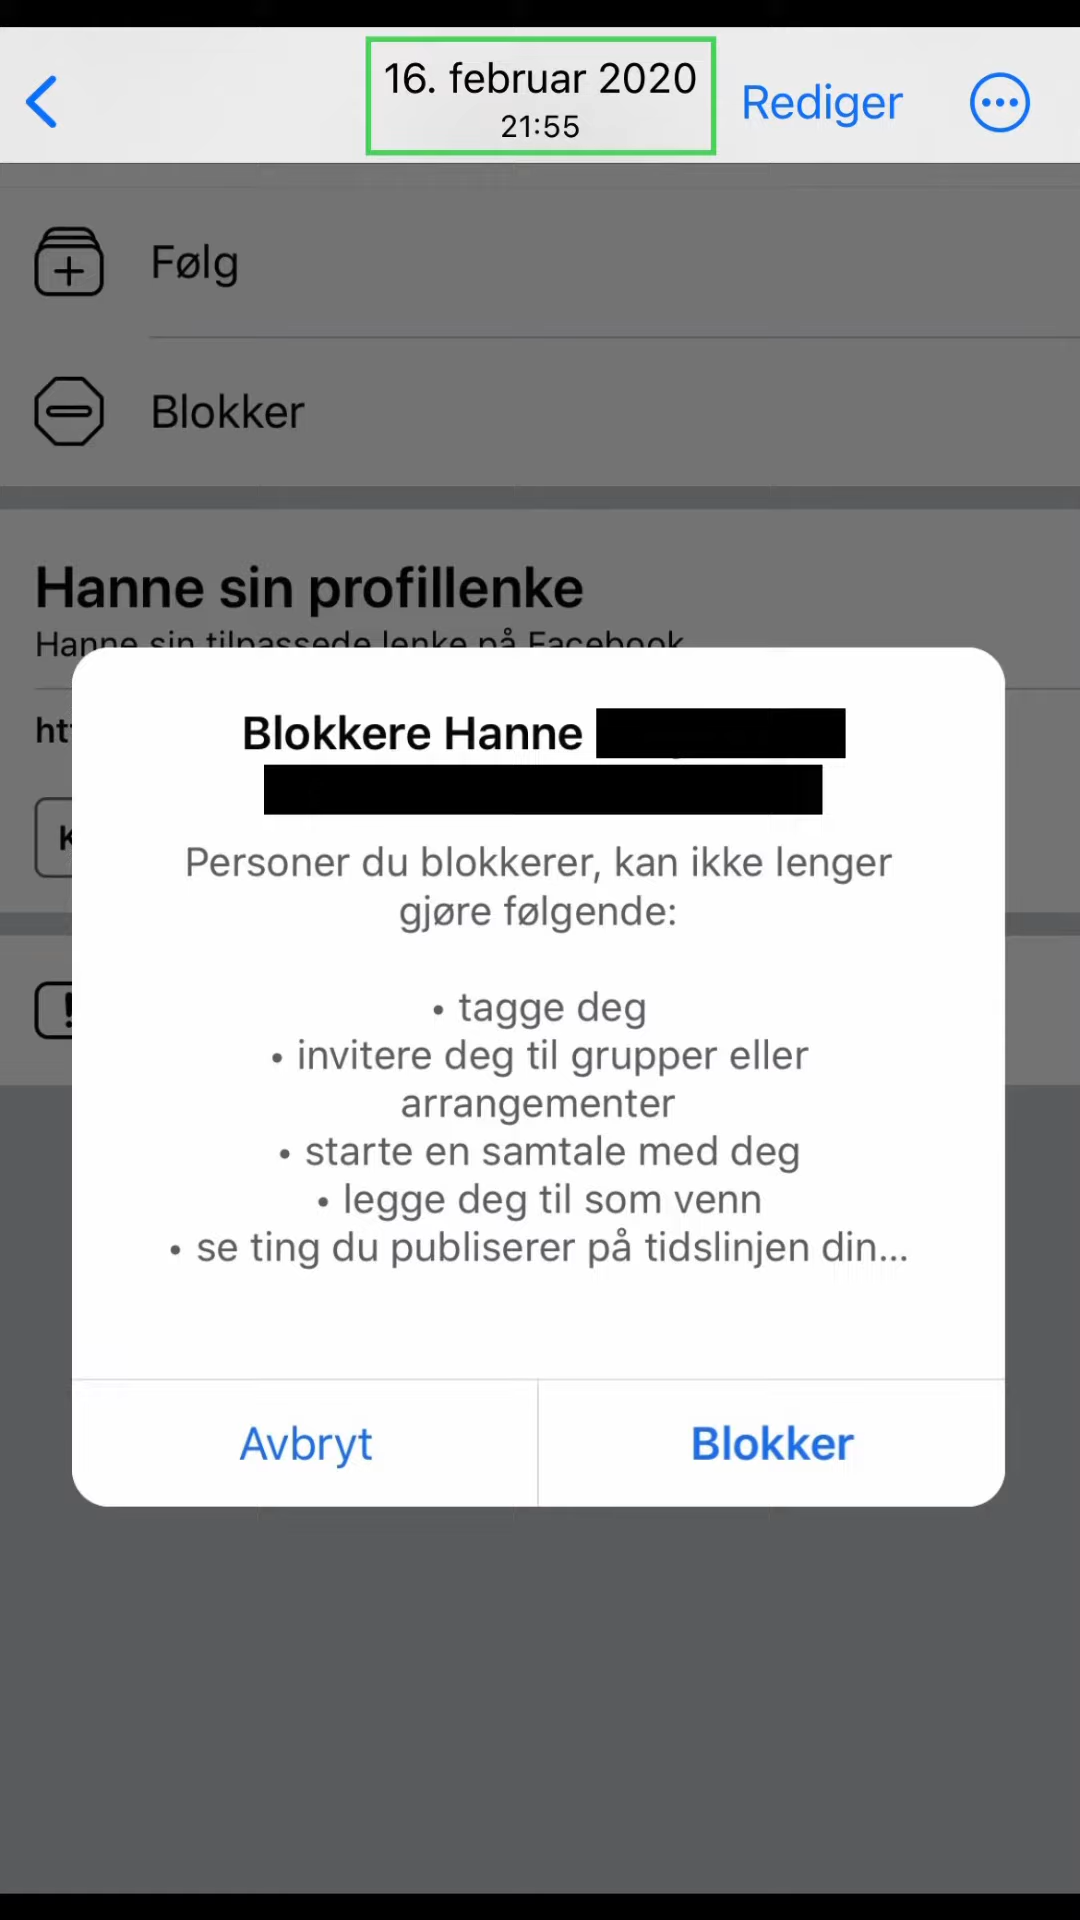 16. februar 2020
21:55
Rediger
Følg
Blokker
Hanne sin profillenke
Hanne sin tilpassede lenke på Facebook
Blokkere Hanne
Personer du blokkerer, kan ikke lenger
gjøre følgende:
• tagge deg
• invitere deg til grupper eller
arrangementer
• starte en samtale med deg
• legge deg til som venn
• se ting du publiserer på tidslinjen din...
Avbryt
Blokker